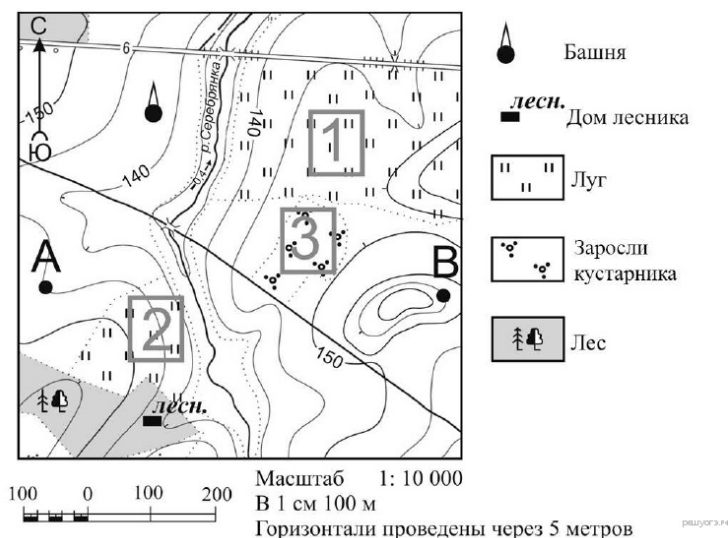 С
6
150
р. Серебрянка
0,4
Ю
140
140
1
3
А
В
2
150
лесн.
Башня
лесн.
Дом лесника
Луг
Заросли
кустарника
Лес
Масштаб 1: 10 000
100 0 100 200
В 1 см 100 м
Горизонтали проведены через 5 метров